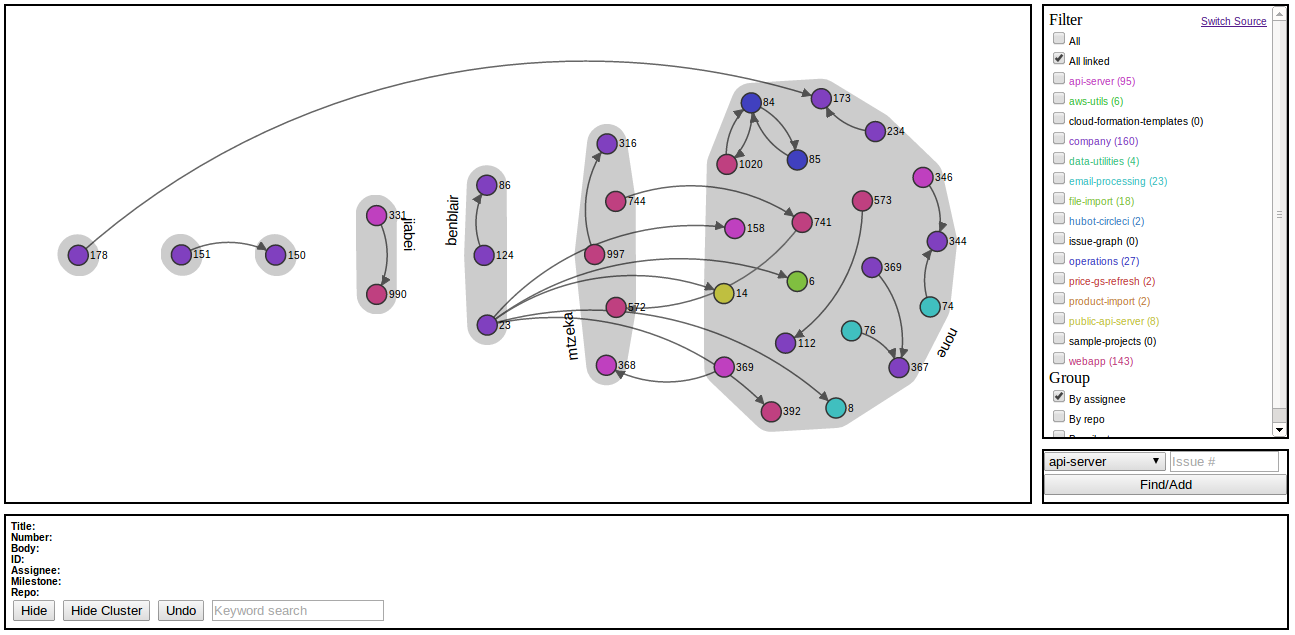 178
151
150
331
990
jiabei
86
124
23
benblair
316
744
997
572
368
mtzeka
84
173
234
1020
85
346
573
158
741
344
369
6
14
74
76
112
369
367
392
8
none
Filter
Switch Source
All
All linked
api-server (95)
aws-utils (6)
cloud-formation-templates (0)
company (160)
data-utilities (4)
email-processing (23)
file-import (18)
hubot-circleci (2)
issue-graph (0)
operations (27)
price-gs-refresh (2)
product-import (2)
public-api-server (8)
sample-projects (0)
webapp (143)
Group
By assignee
By repo
api-server
Issue #
Find/Add
Title:
Number:
Body:
ID:
Assignee:
Milestone:
Repo:
Hide
Hide Cluster
Undo
Keyword search